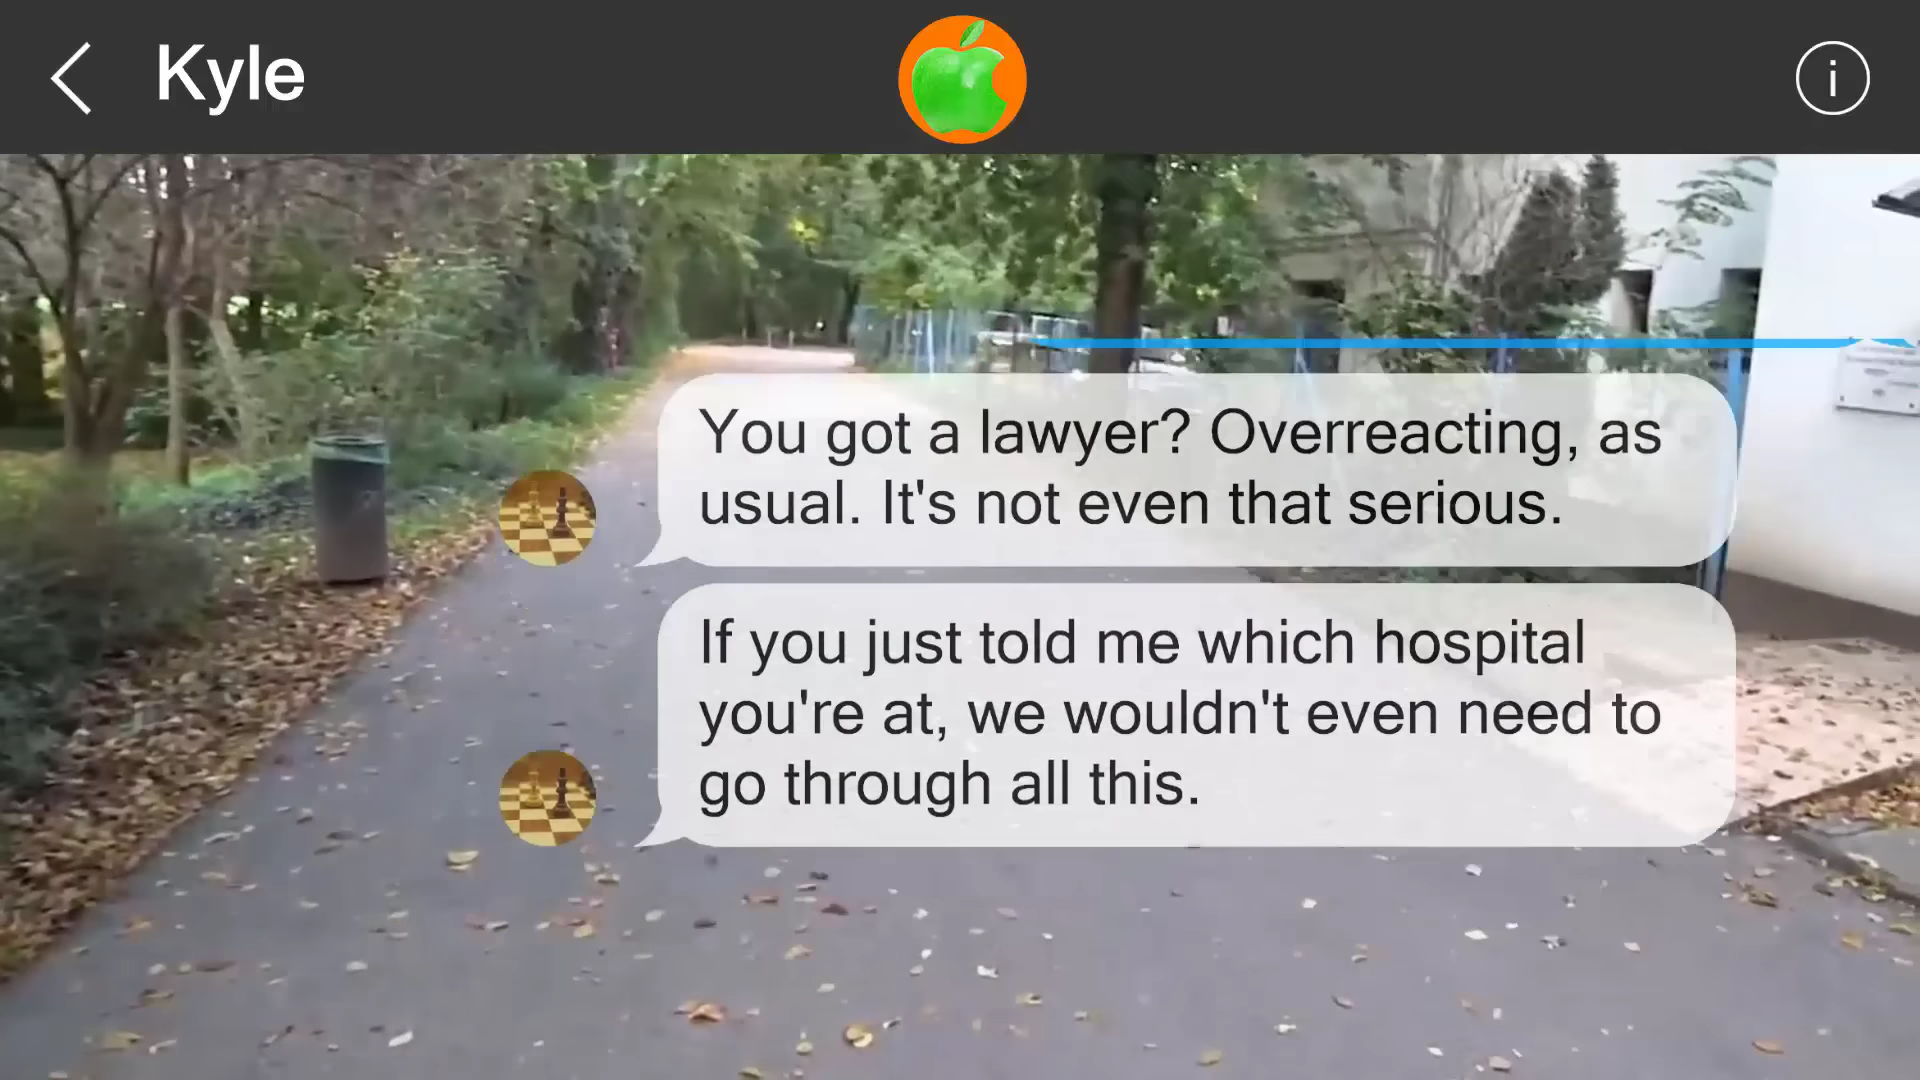 Kyle
You got a lawyer? Overreacting, as
usual. It's not even that serious.
If you just told me which hospital
you're at, we wouldn't even need to
go through all this.